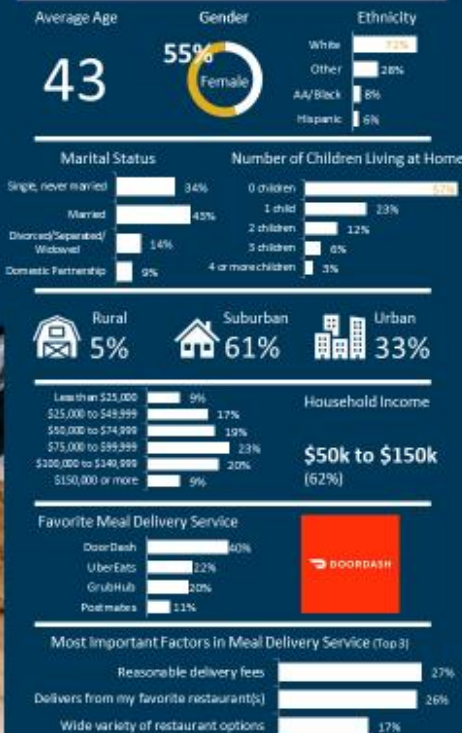 Average Age
Gender
Ethnicity
43
55%
Female
White 72%
Other 28%
AA/Black 8%
Hispanic 6%
Marital Status
Number of Children Living at Home
Single, never married 34%
Married 43%
Divorced/Seperated/
Widowed 14%
Domestic Partnership 9%
0 children 57%
1 child 23%
2 children 12%
3 children 6%
4 or more children 3%
Rural
5%
Suburban
61%
Urban
33%
Household Income
Less than $25,000 9%
$25,000 to $49,999 17%
$50,000 to $74,999 19%
$75,000 to $99,999 23%
$100,000 to $149,999 20%
$150,000 or more 9%
$50k to $150k
(62%)
Favorite Meal Delivery Service
DoorDash 40%
UberEats 22%
GrubHub 20%
Postmates 11%
DOORDASH
Most Important Factors in Meal Delivery Service (Top 3)
Reasonable delivery fees 27%
Delivers from my favorite restaurant(s) 26%
Wide variety of restaurant options 17%